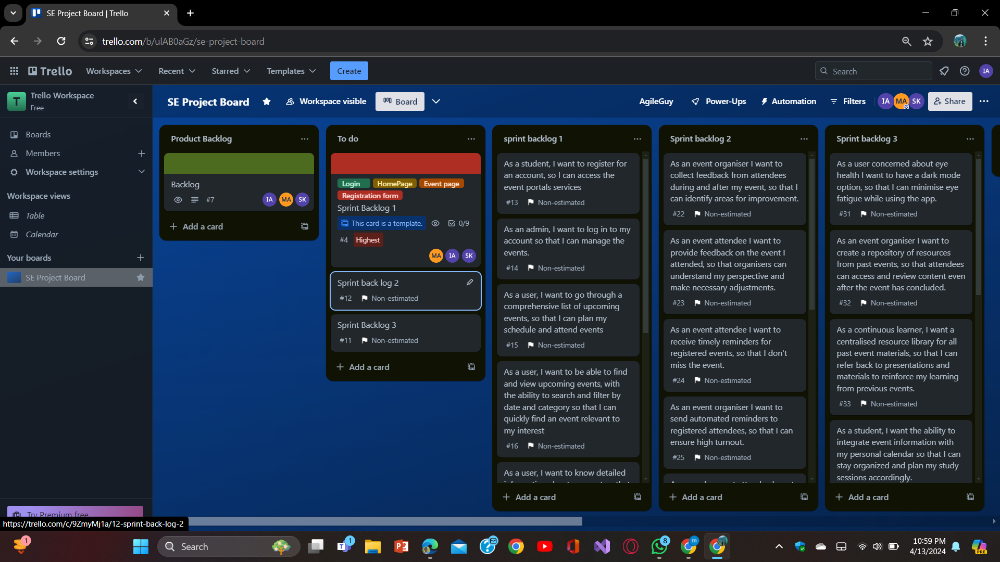 SE Project Board | Trello
trello.com/b/ulAB0aGz/se-project-board
Trello
Workspaces
Recent
Starred
Templates
Create
Search
IA
T
Trello Workspace
Free
SE Project Board
Workspace visible
Board
AgileGuy
Power-Ups
Automation
Filters
IA
MA
SK
Share
Boards
Members
Workspace settings
Workspace views
Table
Calendar
Your boards
SE Project Board
Try Premium free
https://trello.com/c/9ZmyMj1a/12-sprint-back-log-2
Product Backlog
Backlog
#7
IA
MA
SK
Add a card
To do
Login
HomePage
Event page
Registration form
Sprint Backlog 1
This card is a template.
0/9
#4
Highest
MA
IA
SK
Sprint back log 2
#12
Non-estimated
Sprint Backlog 3
#11
Non-estimated
Add a card
sprint backlog 1
As a student, I want to register for
an account, so I can access the
event portals services
#13
Non-estimated
As an admin, I want to log in to my
account so that I can manage the
events.
#14
Non-estimated
As a user, I want to go through a
comprehensive list of upcoming
events, so that I can plan my
schedule and attend events
#15
Non-estimated
As a user, I want to be able to find
and view upcoming events, with
the ability to search and filter by
date and category so that I can
quickly find an event relevant to
my interest
#16
Non-estimated
As a user, I want to know detailed
Add a card
Sprint backlog 2
As an event organiser I want to
collect feedback from attendees
during and after my event, so that I
can identify areas for improvement.
#22
Non-estimated
As an event attendee I want to
provide feedback on the event I
attended, so that organisers can
understand my perspective and
make necessary adjustments.
#23
Non-estimated
As an event attendee I want to
receive timely reminders for
registered events, so that I don't
miss the event.
#24
Non-estimated
As an event organiser I want to
send automated reminders to
registered attendees, so that I can
ensure high turnout.
#25
Non-estimated
Add a card
Sprint backlog 3
As a user concerned about eye
health I want to have a dark mode
option, so that I can minimise eye
fatigue while using the app.
#31
Non-estimated
As an event organiser I want to
create a repository of resources
from past events, so that attendees
can access and review content even
after the event has concluded.
#32
Non-estimated
As a continuous learner, I want a
centralised resource library for all
past event materials, so that I can
refer back to presentations and
materials to reinforce my learning
from previous events.
#33
Non-estimated
As a student, I want the ability to
integrate event information with
my personal calendar so that I can
stay organized and plan my study
sessions accordingly.
Add a card
1
Search
1
8
m
10:59 PM
4/13/2024
PRE